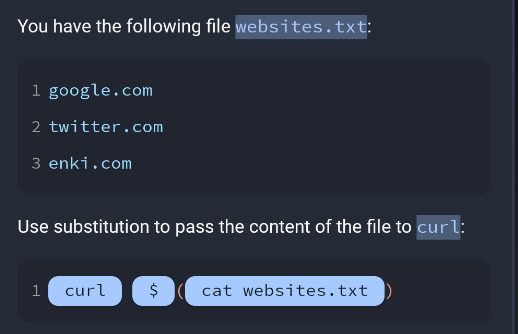 You have the following file websites.txt:
1 google.com
2 twitter.com
3 enki.com
Use substitution to pass the content of the file to curl:
1 curl $(cat websites.txt)